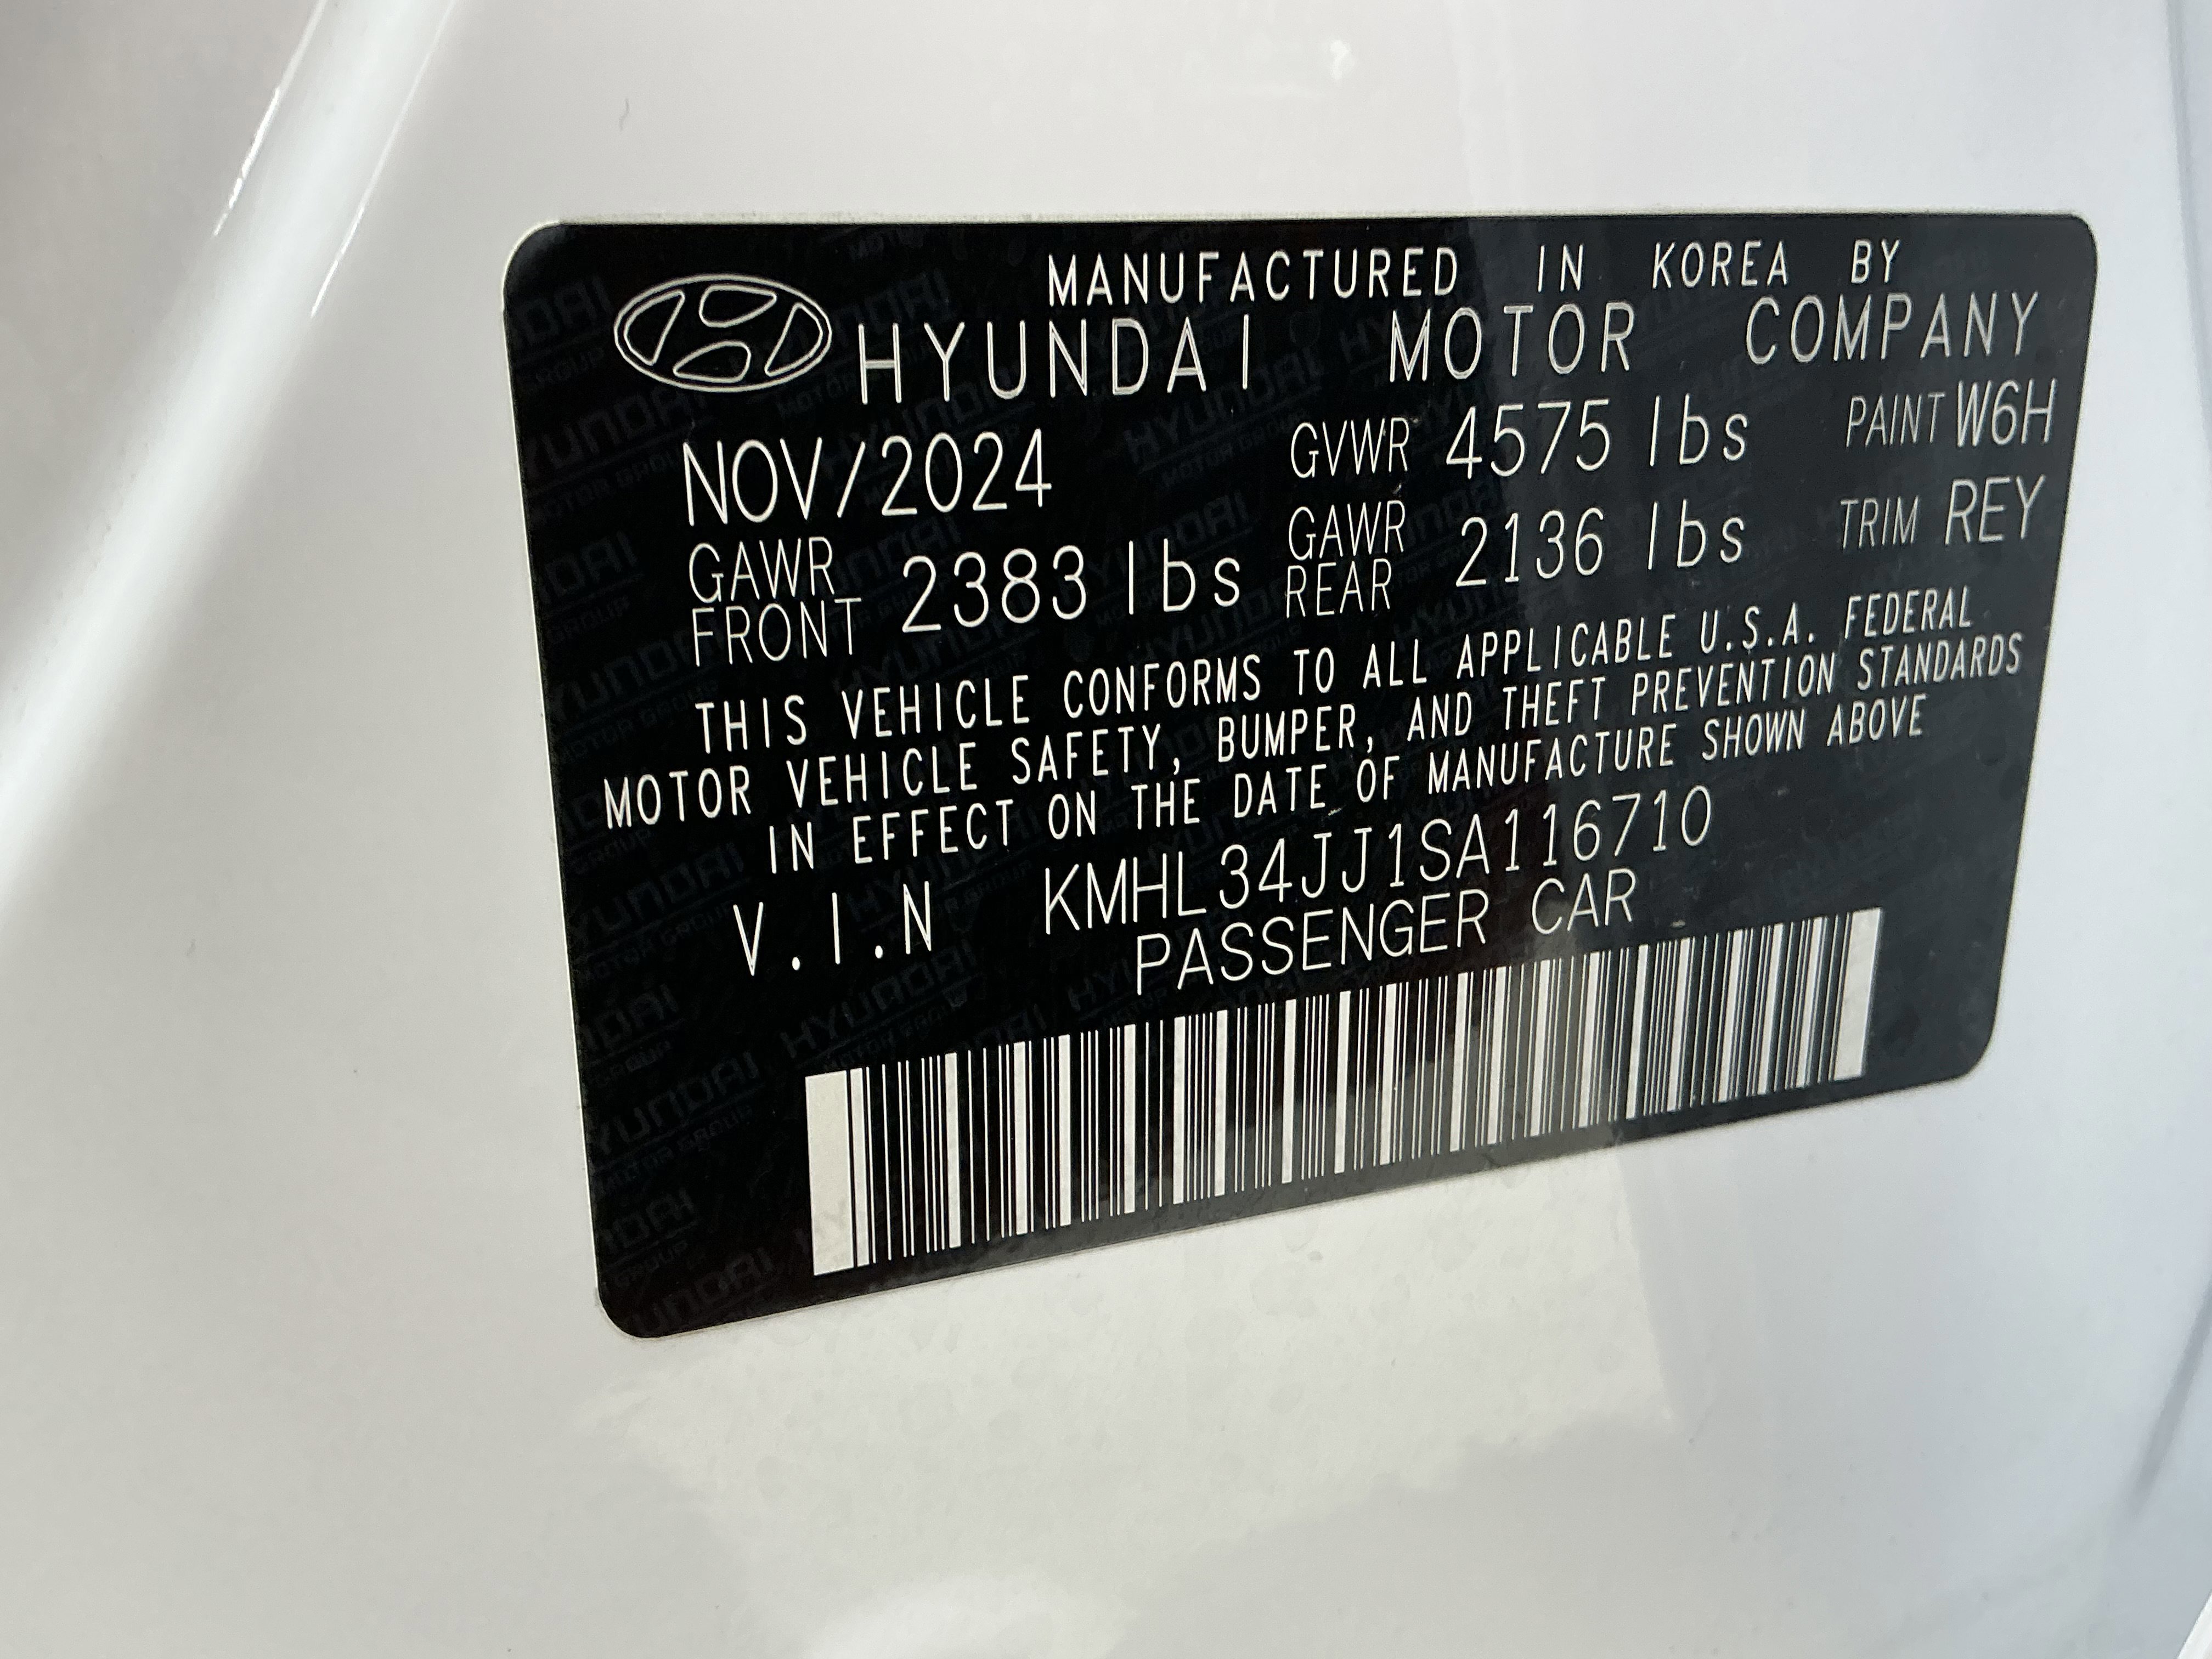 MANUFACTURED IN KOREA BY
HYUNDAI MOTOR COMPANY
NOV/2024 GVWR 4575 lbs PAINT W6H
GAWR FRONT 2383 lbs GAWR REAR 2136 lbs TRIM REY
THIS VEHICLE CONFORMS TO ALL APPLICABLE U.S.A. FEDERAL
MOTOR VEHICLE SAFETY, BUMPER, AND THEFT PREVENTION STANDARDS
IN EFFECT ON THE DATE OF MANUFACTURE SHOWN ABOVE
V.I.N KMHL34JJ1SA116710
PASSENGER CAR